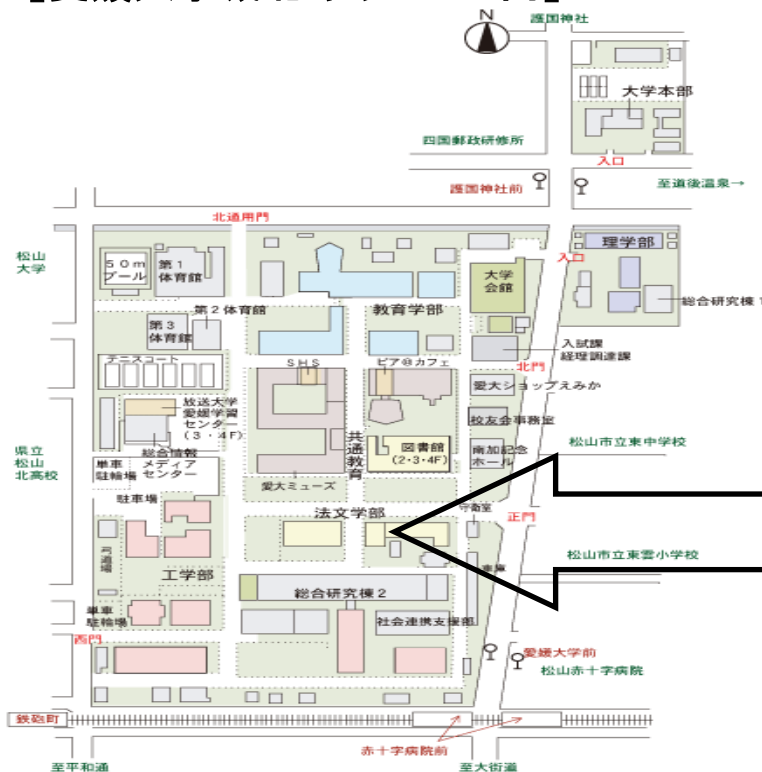 N
護国神社
大学本部
四国郵政研修所
入口
護国神社前
至道後温泉→
北通用門
松山
大学
50m
プール
第1
体育館
大学
会館
理学部
入口
総合研究棟1
第2体育館
教育学部
第3
体育館
入試課
経理調達課
テニスコート
SHS
ピア@カフェ
北門
愛大ショップえみか
放送大学
愛媛学習
センター
(3・4F)
校友会事務室
共通教育
図書館
(2・3・4F)
南加記念
ホール
松山市立東中学校
県立
松山
北高校
単車
駐輪場
総合情報
メディア
センター
愛大ミューズ
駐車場
法文学部
守衛室
正門
弓道場
工学部
車庫
松山市立東雲小学校
総合研究棟2
単車
駐輪場
社会連携支援部
西門
愛媛大学前
松山赤十字病院
鉄砲町
赤十字病院前
至平和通
至大街道